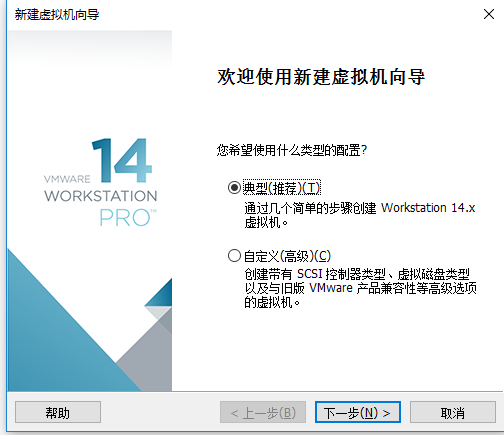 新建虚拟机向导
欢迎使用新建虚拟机向导
VMWARE 14
WORKSTATION
PRO™
您希望使用什么类型的配置?
典型(推荐)(T)
通过几个简单的步骤创建 Workstation 14.x
虚拟机。
自定义(高级)(C)
创建带有 SCSI 控制器类型、虚拟磁盘类型
以及与旧版 VMware 产品兼容性等高级选项
的虚拟机。
帮助
< 上一步(B)
下一步(N) >
取消